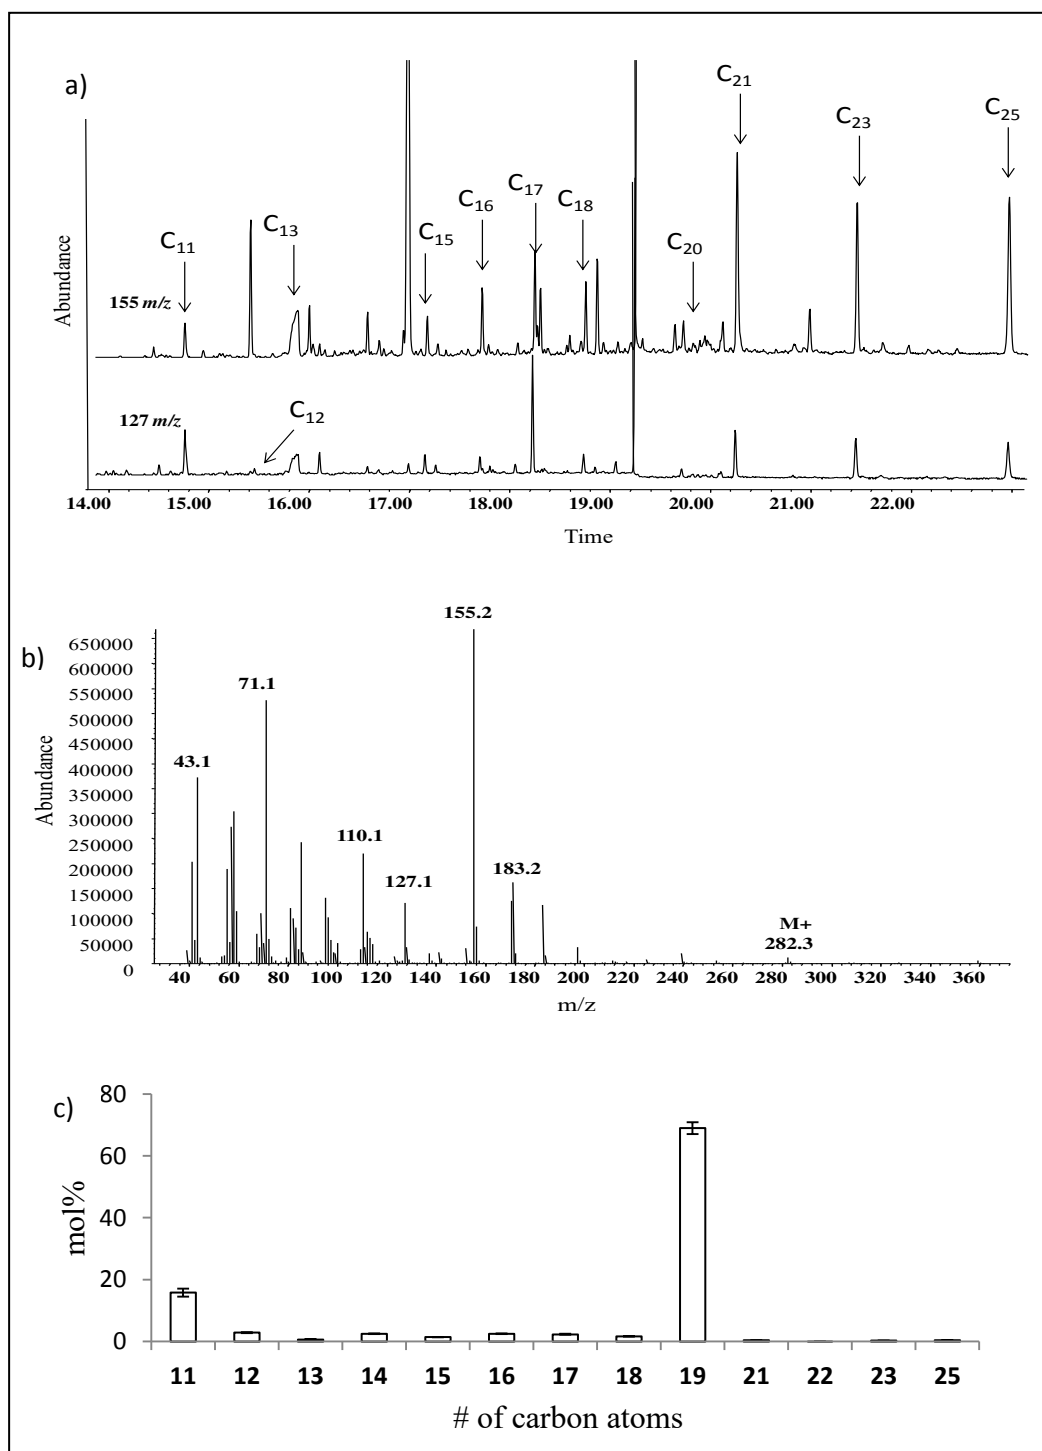 a)
C₂₁
C₂₃
C₂₅
C₁₇
C₁₆
C₁₈
C₁₃
C₁₁
C₁₅
C₂₀
Abundance
155 m/z
127 m/z
C₁₂
14.00 15.00 16.00 17.00 18.00 19.00 20.00 21.00 22.00
Time
b)
155.2
650000
600000
550000
500000
450000
400000
350000
300000
250000
200000
150000
100000
50000
0
Abundance
71.1
43.1
110.1
127.1
183.2
M+
282.3
40 60 80 100 120 140 160 180 200 220 240 260 280 300 320 340 360
m/z
c)
80
60
40
20
0
mol%
11 12 13 14 15 16 17 18 19 21 22 23 25
# of carbon atoms